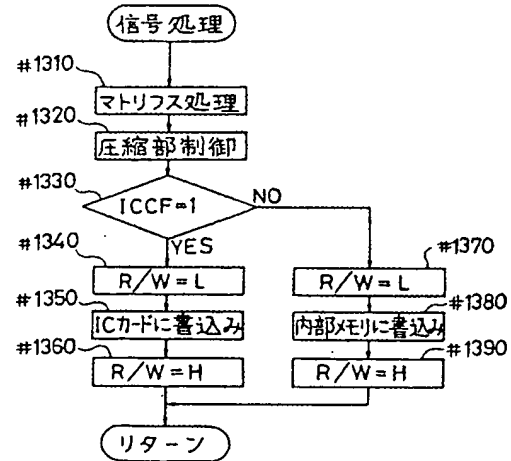 信号処理
#1310
マトリフス処理
#1320
圧縮部制御
#1330
ICCF=1
NO
YES
#1340
R/W=L
#1350
ICカードに書込み
#1360
R/W=H
#1370
R/W=L
#1380
内部メモリに書込み
#1390
R/W=H
リターン